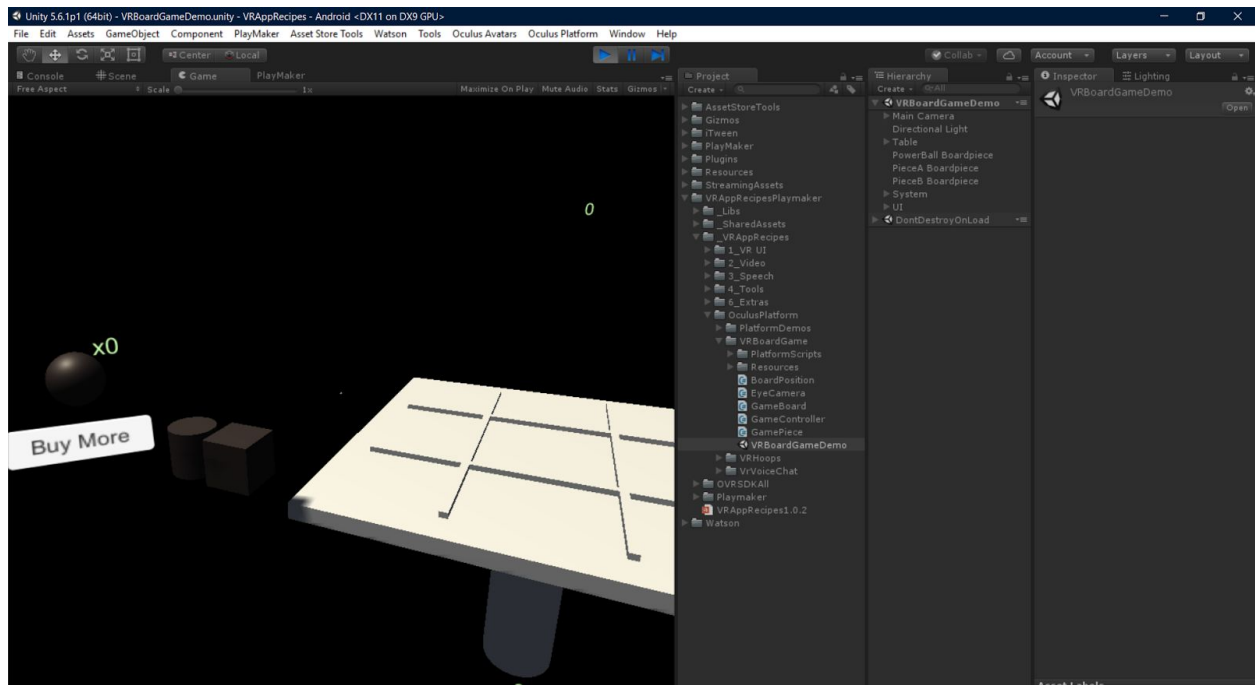 Unity 5.6.1p1 (64bit) - VRBoardGameDemo.unity - VRAppRecipes - Android <DX11 on DX9 GPU>
File Edit Assets GameObject Component PlayMaker Asset Store Tools Watson Tools Oculus Avatars Oculus Platform Window Help
Center Local Collab Account Layers Layout
Console Scene Game PlayMaker
Free Aspect Scale 1x Maximize On Play Mute Audio Stats Gizmos
0
x0
Buy More
Project
Create
AssetStoreTools
Gizmos
iTween
PlayMaker
Plugins
Resources
StreamingAssets
VRAppRecipesPlaymaker
_Libs
_SharedAssets
_VRAppRecipes
1_VR UI
2_Video
3_Speech
4_Tools
6_Extras
OculusPlatform
PlatformDemos
VRBoardGame
PlatformScripts
Resources
BoardPosition
EyeCamera
GameBoard
GameController
GamePiece
VRBoardGameDemo
VRHoops
VrVoiceChat
OVRSDKAll
Playmaker
VRAppRecipes1.0.2
Watson
Hierarchy
Create All
VRBoardGameDemo
Main Camera
Directional Light
Table
PowerBall Boardpiece
PieceA Boardpiece
PieceB Boardpiece
System
UI
DontDestroyOnLoad
Inspector Lighting
VRBoardGameDemo
Open